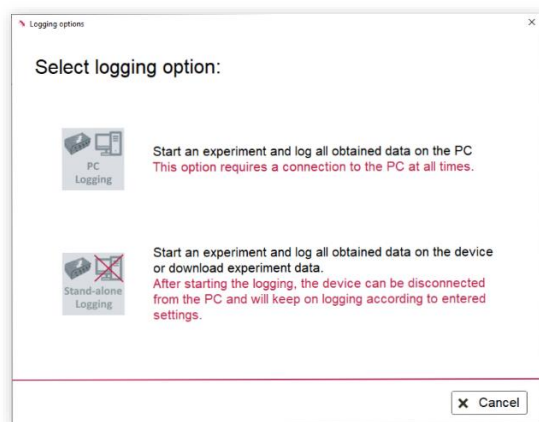 Logging options
Select logging option:
PC
Logging
Start an experiment and log all obtained data on the PC
This option requires a connection to the PC at all times.
Stand-alone
Logging
Start an experiment and log all obtained data on the device
or download experiment data.
After starting the logging, the device can be disconnected
from the PC and will keep on logging according to entered
settings.
Cancel